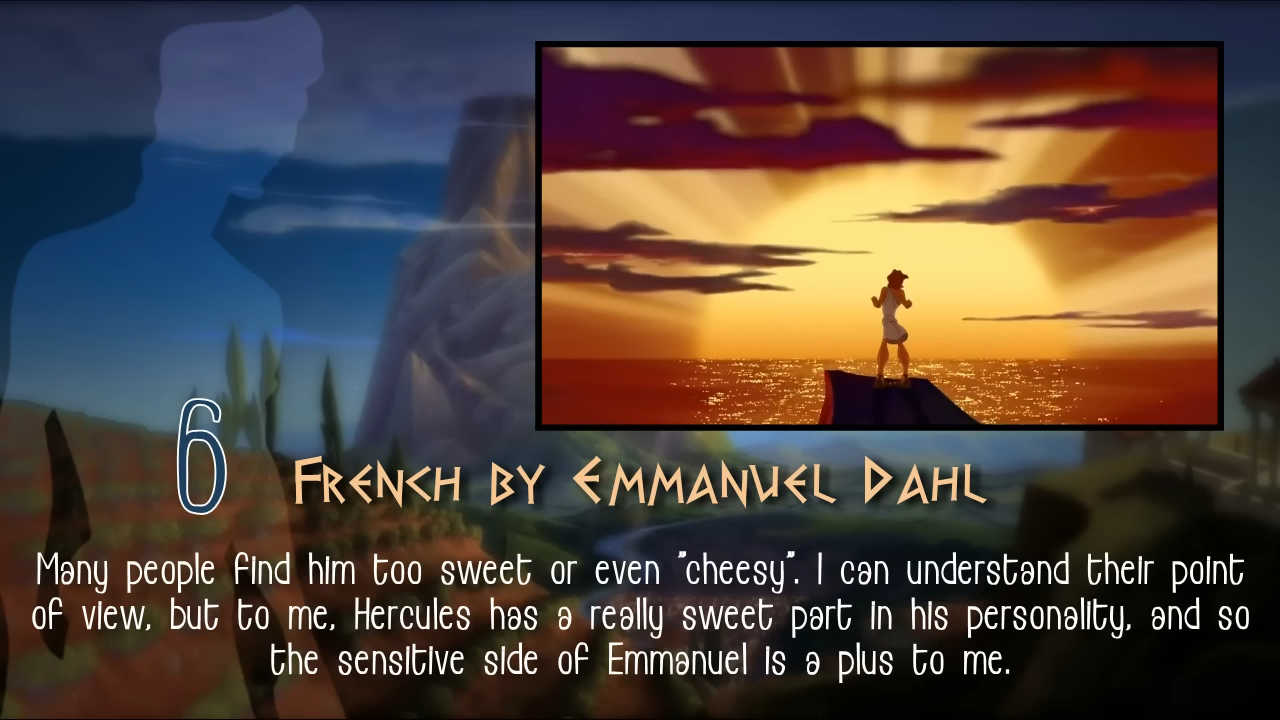 6
French by Emmanuel Dahl
Many people find him too sweet or even "cheesy". I can understand their point
of view, but to me, Hercules has a really sweet part in his personality, and so
the sensitive side of Emmanuel is a plus to me.